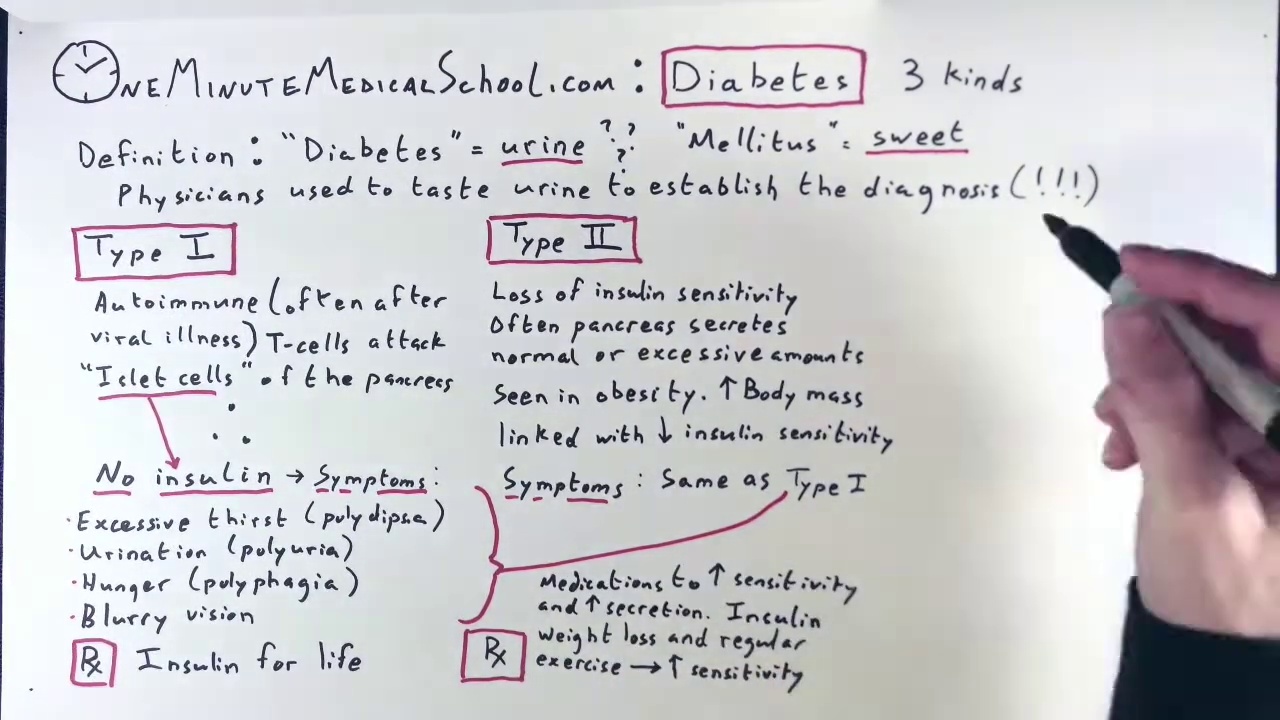 OneMinuteMedicalSchool.com : Diabetes 3 kinds
Definition : "Diabetes" = urine ??? "Mellitus" = sweet
Physicians used to taste urine to establish the diagnosis (!!!)
Type I
Autoimmune (often after
viral illness) T-cells attack
"Islet cells" of the pancreas
No insulin → Symptoms :
· Excessive thirst (polydipsia)
· Urination (polyuria)
· Hunger (polyphagia)
· Blurry vision
Rx Insulin for life
Type II
Loss of insulin sensitivity
Often pancreas secretes
normal or excessive amounts
Seen in obesity. ↑ Body mass
linked with ↓ insulin sensitivity
Symptoms : Same as Type I
Rx
Medications to ↑ sensitivity
and ↑ secretion. Insulin
weight loss and regular
exercise → ↑ sensitivity